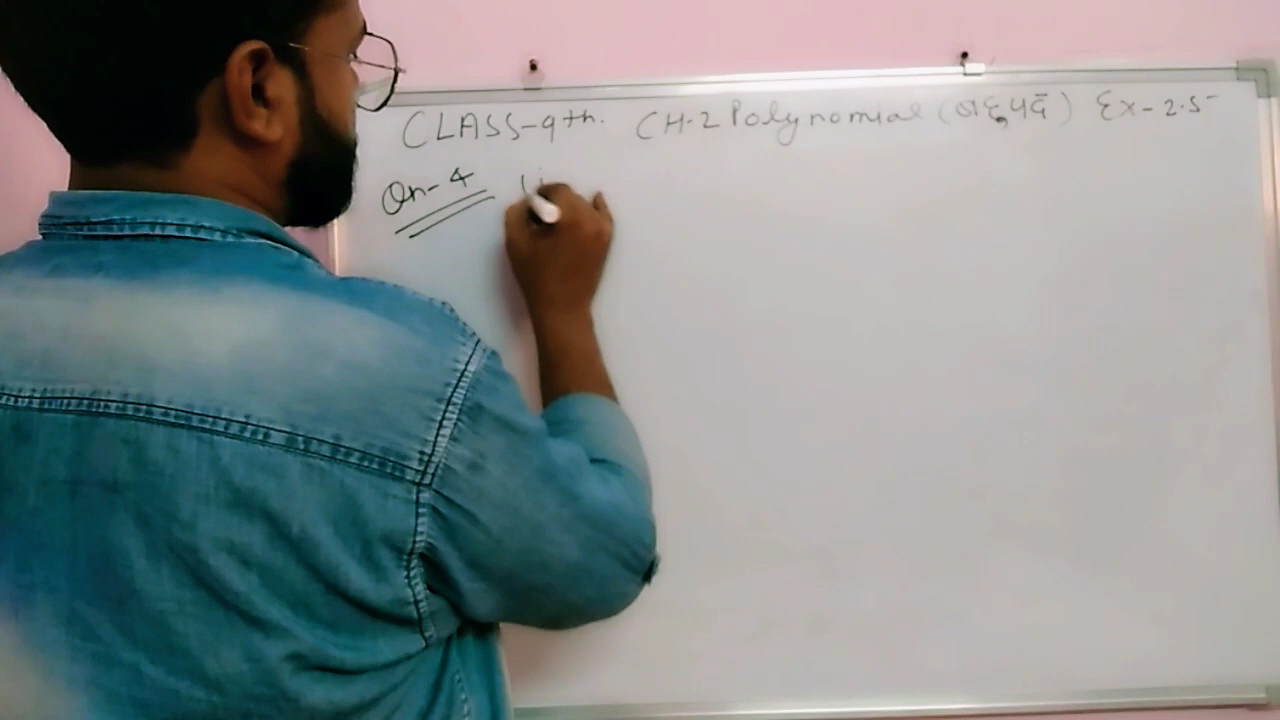 CLASS-9th. CH-2 Polynomial (बहुपद) Ex-2.5
Qn-4 (i